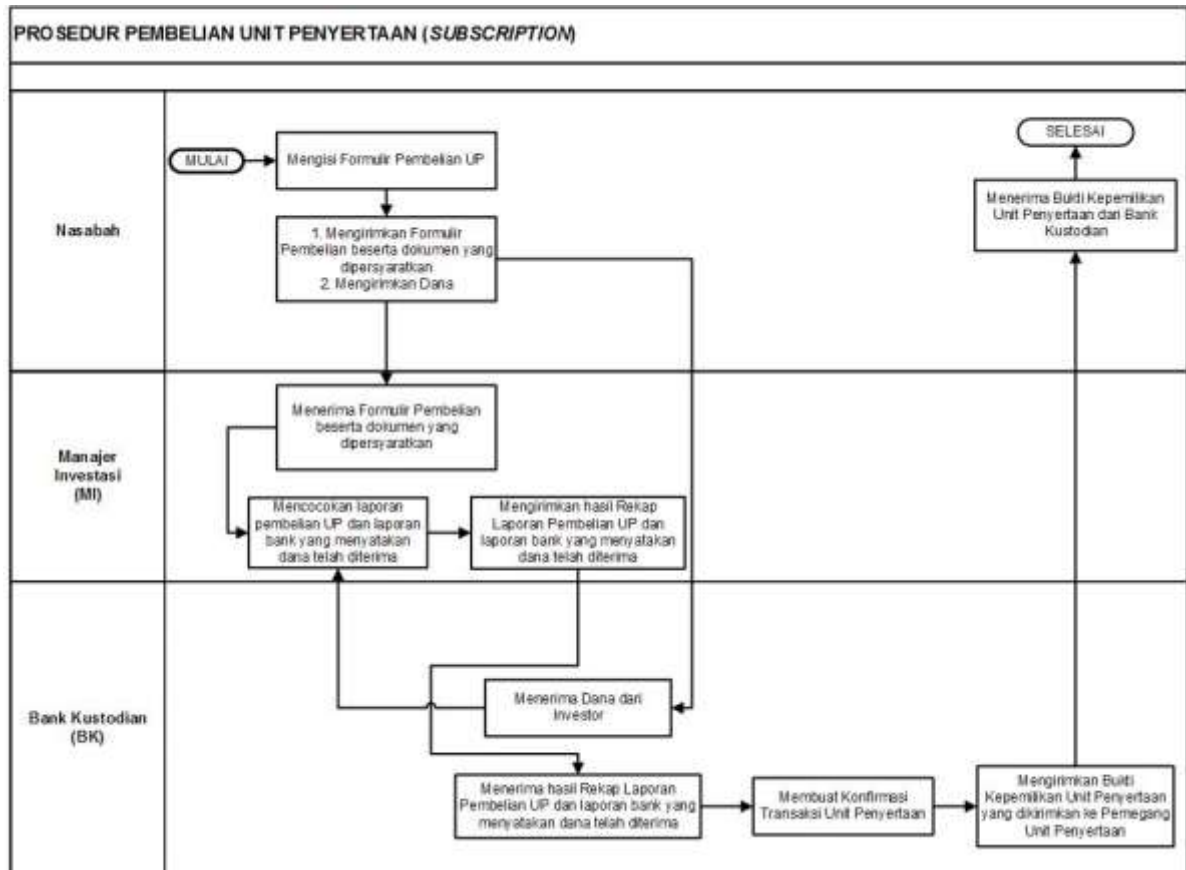 PROSEDUR PEMBELIAN UNIT PENYERTAAN (SUBSCRIPTION)
Nasabah
MULAI
Mengisi Formulir Pembelian UP
1. Mengirimkan Formulir
Pembelian beserta dokumen yang
dipersyaratkan
2. Mengirimkan Dana
SELESAI
Menerima Bukti Kepemilikan
Unit Penyertaan dari Bank
Kustodian
Manajer
Investasi
(MI)
Menerima Formulir Pembelian
beserta dokumen yang
dipersyaratkan
Mencocokan laporan
pembelian UP dan laporan
bank yang menyatakan
dana telah diterima
Mengirimkan hasil Rekap
Laporan Pembelian UP dan
laporan bank yang menyatakan
dana telah diterima
Bank Kustodian
(BK)
Menerima Dana dari
Investor
Menerima hasil Rekap Laporan
Pembelian UP dan laporan bank yang
menyatakan dana telah diterima
Membuat Konfirmasi
Transaksi Unit Penyertaan
Mengirimkan Bukti
Kepemilikan Unit Penyertaan
yang dikirimkan ke Pemegang
Unit Penyertaan